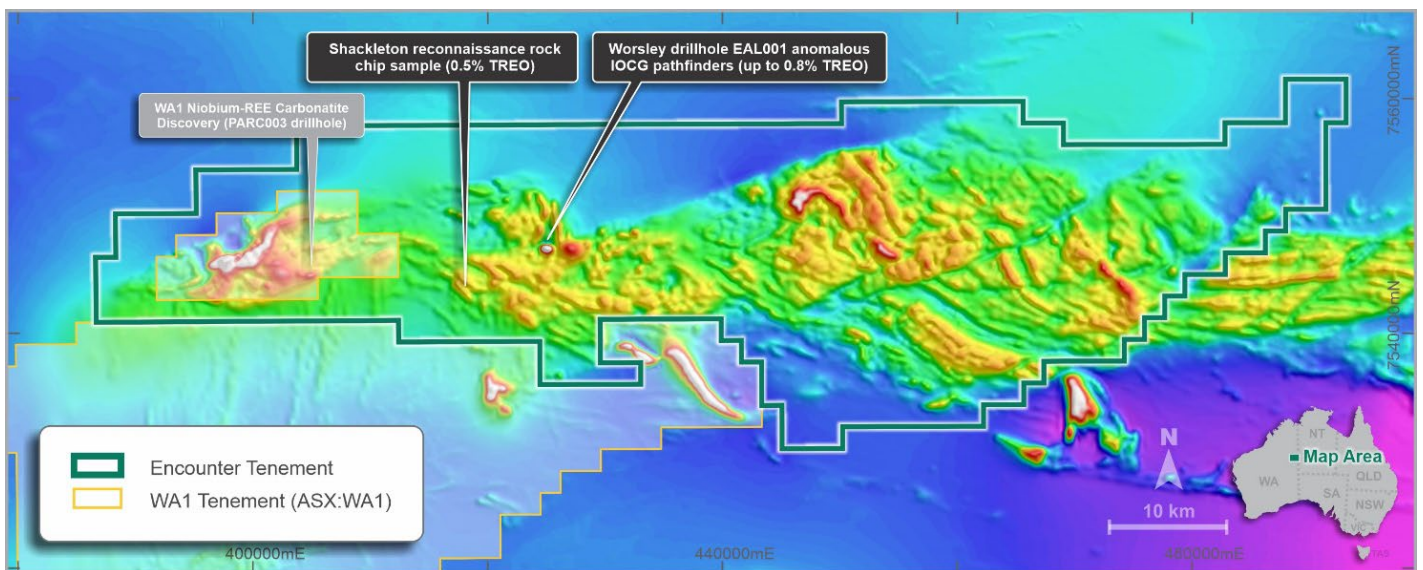 Shackleton reconnaissance rock
chip sample (0.5% TREO)
Worsley drillhole EAL001 anomalous
IOCG pathfinders (up to 0.8% TREO)
WA1 Niobium-REE Carbonatite
Discovery (PARC003 drillhole)
7560000mN
7540000mN
Encounter Tenement
WA1 Tenement (ASX:WA1)
N
10 km
400000mE
440000mE
480000mE
NT
Map Area
WA
QLD
SA
NSW
VIC
TAS